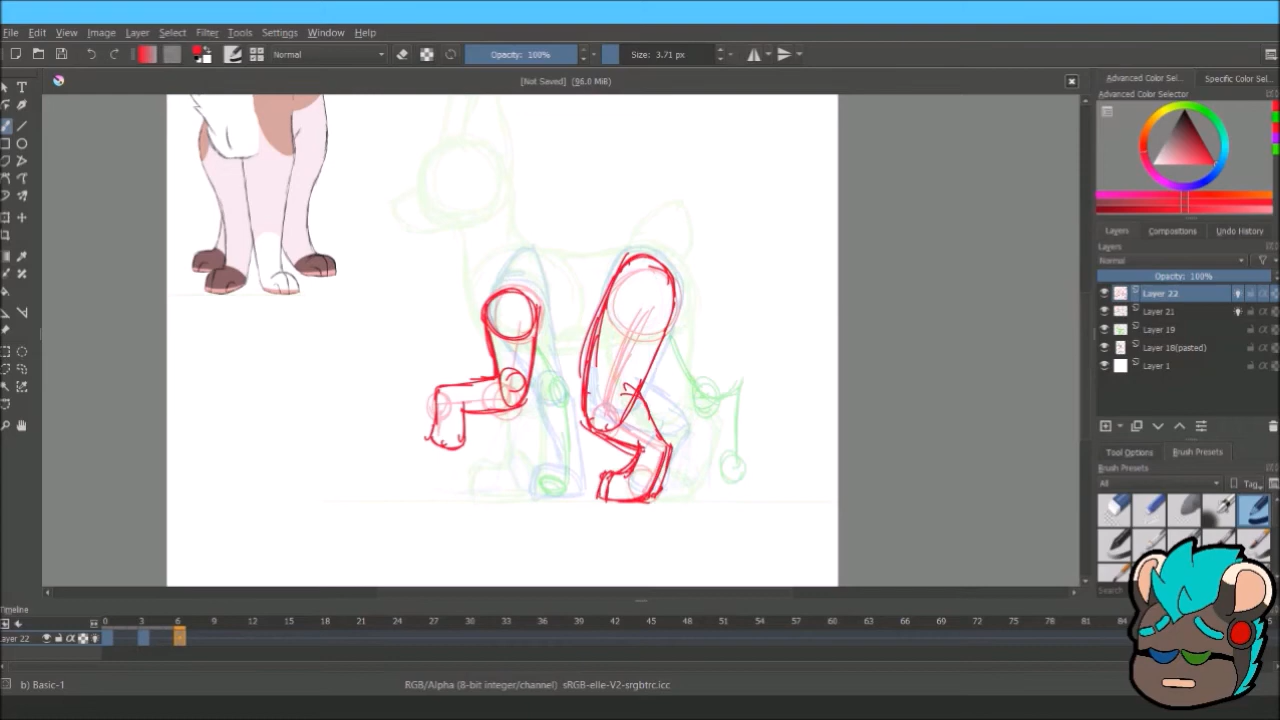 File Edit View Image Layer Select Filter Tools Settings Window Help
Normal Opacity: 100% Size: 3.71 px
[Not Saved] (96.0 MiB)
Advanced Color Sel... Specific Color Sel...
Advanced Color Selector
Layers Compositions Undo History
Layers
Normal
Opacity: 100%
Layer 22
Layer 21
Layer 19
Layer 18(pasted)
Layer 1
Tool Options Brush Presets
Brush Presets
All Tag
Search
Timeline
0 3 6 9 12 15 18 21 24 27 30 33 36 39 42 45 48 51 54 57 60 63 66 69 72 75 78 81 84
ayer 22
b) Basic-1 RGB/Alpha (8-bit integer/channel) sRGB-elle-V2-srgbtrc.icc